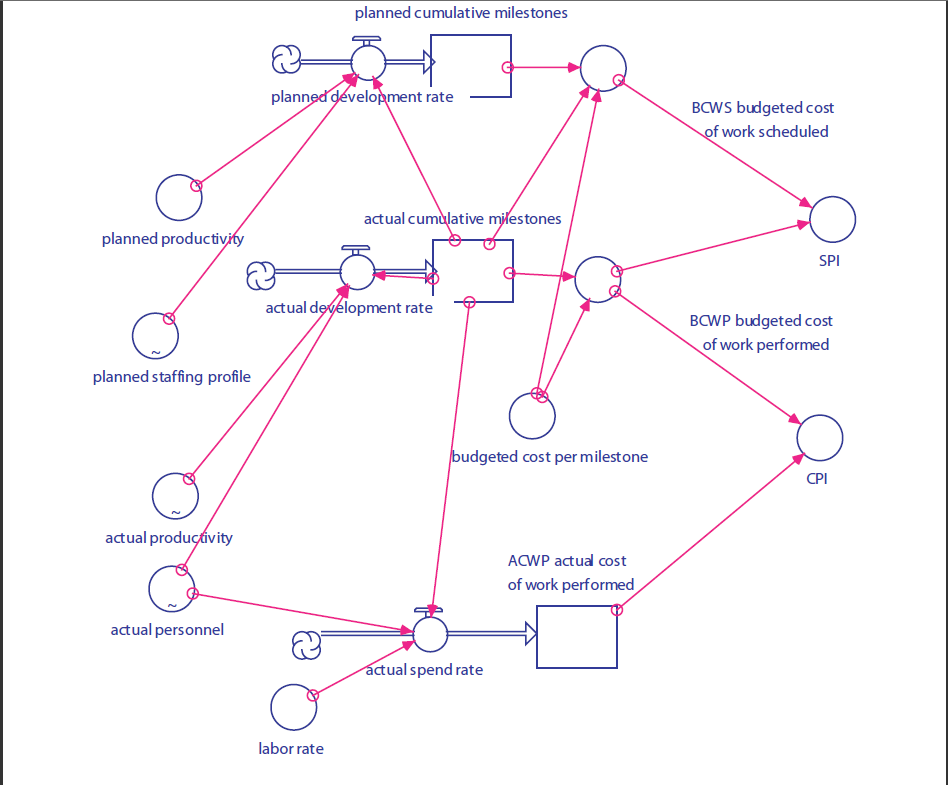 planned cumulative milestones
planned development rate
BCWS budgeted cost
of work scheduled
planned productivity
actual cumulative milestones
SPI
actual development rate
BCWP budgeted cost
of work performed
planned staffing profile
~
budgeted cost per milestone
CPI
~
actual productivity
ACWP actual cost
of work performed
~
actual personnel
actual spend rate
labor rate